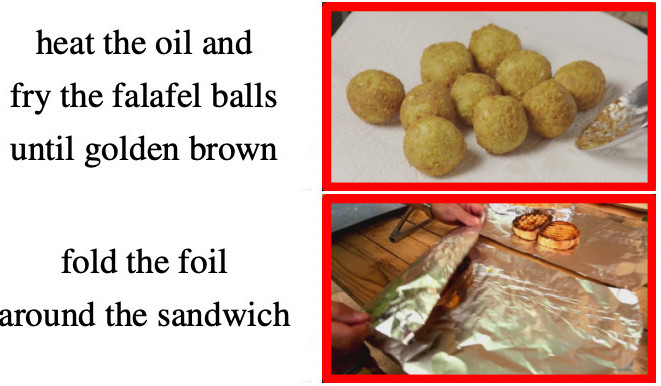 heat the oil and
fry the falafel balls
until golden brown
fold the foil
around the sandwich